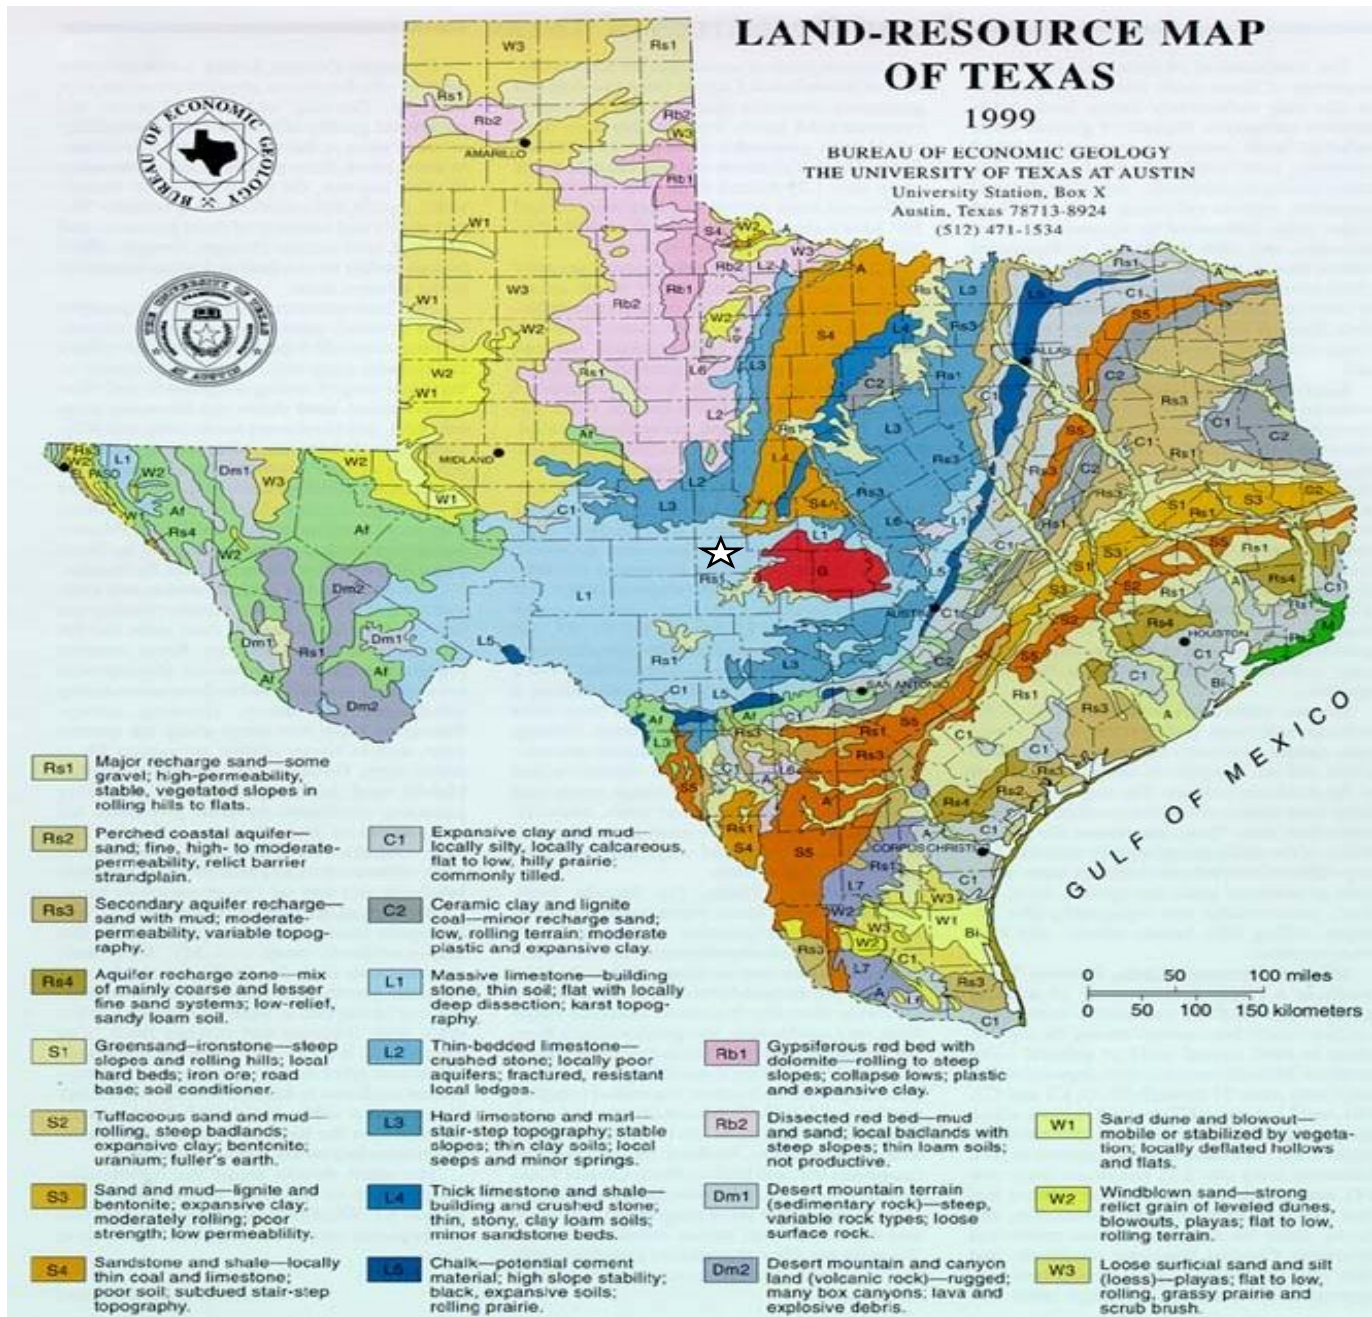 LAND-RESOURCE MAP
OF TEXAS
1999
BUREAU OF ECONOMIC GEOLOGY
THE UNIVERSITY OF TEXAS AT AUSTIN
University Station, Box X
Austin, Texas 78713-8924
(512) 471-1534
BUREAU OF ECONOMIC GEOLOGY
THE UNIVERSITY OF TEXAS
AT AUSTIN
AMARILLO
MIDLAND
EL PASO
DALLAS
AUSTIN
SAN ANTONIO
HOUSTON
CORPUS CHRISTI
GULF OF MEXICO
0 50 100 miles
0 50 100 150 kilometers
Rs1 Major recharge sand—some
gravel; high-permeability,
stable, vegetated slopes in
rolling hills to flats.
Rs2 Perched coastal aquifer—
sand; fine, high- to moderate-
permeability, relict barrier
strandplain.
Rs3 Secondary aquifer recharge—
sand with mud; moderate-
permeability, variable topog-
raphy.
Rs4 Aquifer recharge zone—mix
of mainly coarse and lesser
fine sand systems; low-relief,
sandy loam soil.
S1 Greensand–ironstone—steep
slopes and rolling hills; local
hard beds; iron ore; road
base; soil conditioner.
S2 Tuffaceous sand and mud—
rolling, steep badlands;
expansive clay; bentonite;
uranium; fuller's earth.
S3 Sand and mud—lignite and
bentonite; expansive clay;
moderately rolling; poor
strength; low permeablility.
S4 Sandstone and shale—locally
thin coal and limestone;
poor soil; subdued stair-step
topography.
C1 Expansive clay and mud—
locally silty, locally calcareous,
flat to low, hilly prairie;
commonly tilled.
C2 Ceramic clay and lignite
coal—minor recharge sand;
low, rolling terrain; moderate
plastic and expansive clay.
L1 Massive limestone—building
stone, thin soil; flat with locally
deep dissection; karst topog-
raphy.
L2 Thin-bedded limestone—
crushed stone; locally poor
aquifers; fractured, resistant
local ledges.
L3 Hard limestone and marl—
stair-step topography; stable
slopes; thin clay soils; local
seeps and minor springs.
L4 Thick limestone and shale—
building and crushed stone;
thin, stony, clay loam soils;
minor sandstone beds.
L5 Chalk—potential cement
material; high slope stability;
black, expansive soils;
rolling prairie.
Rb1 Gypsiferous red bed with
dolomite—rolling to steep
slopes; collapse lows; plastic
and expansive clay.
Rb2 Dissected red bed—mud
and sand; local badlands with
steep slopes; thin loam soils;
not productive.
Dm1 Desert mountain terrain
(sedimentary rock)—steep,
variable rock types; loose
surface rock.
Dm2 Desert mountain and canyon
land (volcanic rock)—rugged;
many box canyons; lava and
explosive debris.
W1 Sand dune and blowout—
mobile or stabilized by vegeta-
tion; locally deflated hollows
and flats.
W2 Windblown sand—strong
relict grain of leveled dunes,
blowouts, playas; flat to low,
rolling terrain.
W3 Loose surficial sand and silt
(loess)—playas; flat to low,
rolling, grassy prairie and
scrub brush.